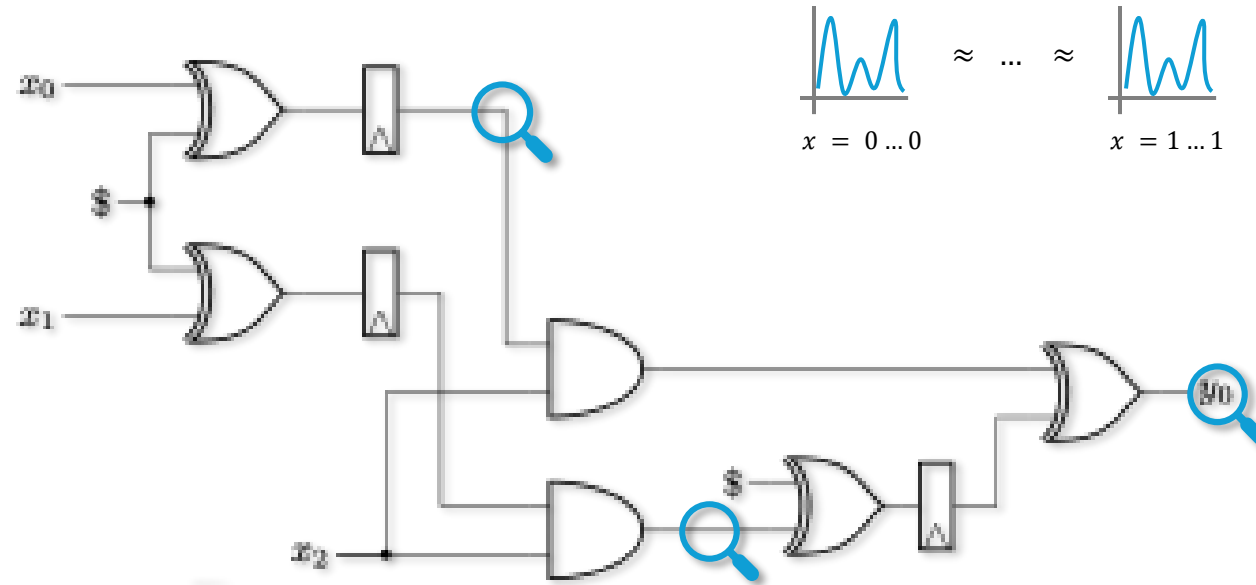 x₀
≈ ... ≈
x = 0 ... 0
x = 1 ... 1
$
x₁
y₀
$
x₂